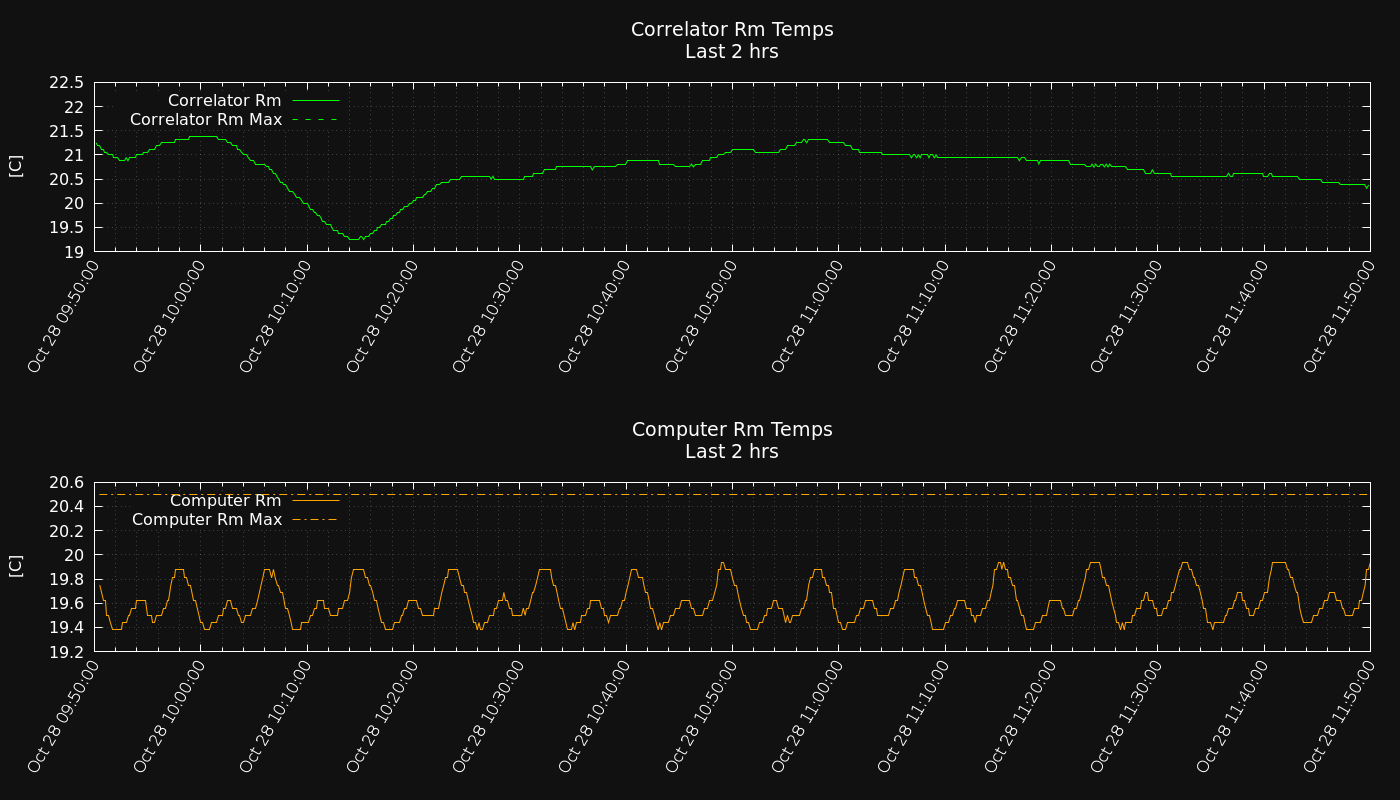 Correlator Rm Temps
Last 2 hrs
22.5
22
21.5
21
20.5
20
19.5
19
[C]
Correlator Rm
Correlator Rm Max
Oct 28 09:50:00
Oct 28 10:00:00
Oct 28 10:10:00
Oct 28 10:20:00
Oct 28 10:30:00
Oct 28 10:40:00
Oct 28 10:50:00
Oct 28 11:00:00
Oct 28 11:10:00
Oct 28 11:20:00
Oct 28 11:30:00
Oct 28 11:40:00
Oct 28 11:50:00
Computer Rm Temps
Last 2 hrs
20.6
20.4
20.2
20
19.8
19.6
19.4
19.2
[C]
Computer Rm
Computer Rm Max
Oct 28 09:50:00
Oct 28 10:00:00
Oct 28 10:10:00
Oct 28 10:20:00
Oct 28 10:30:00
Oct 28 10:40:00
Oct 28 10:50:00
Oct 28 11:00:00
Oct 28 11:10:00
Oct 28 11:20:00
Oct 28 11:30:00
Oct 28 11:40:00
Oct 28 11:50:00